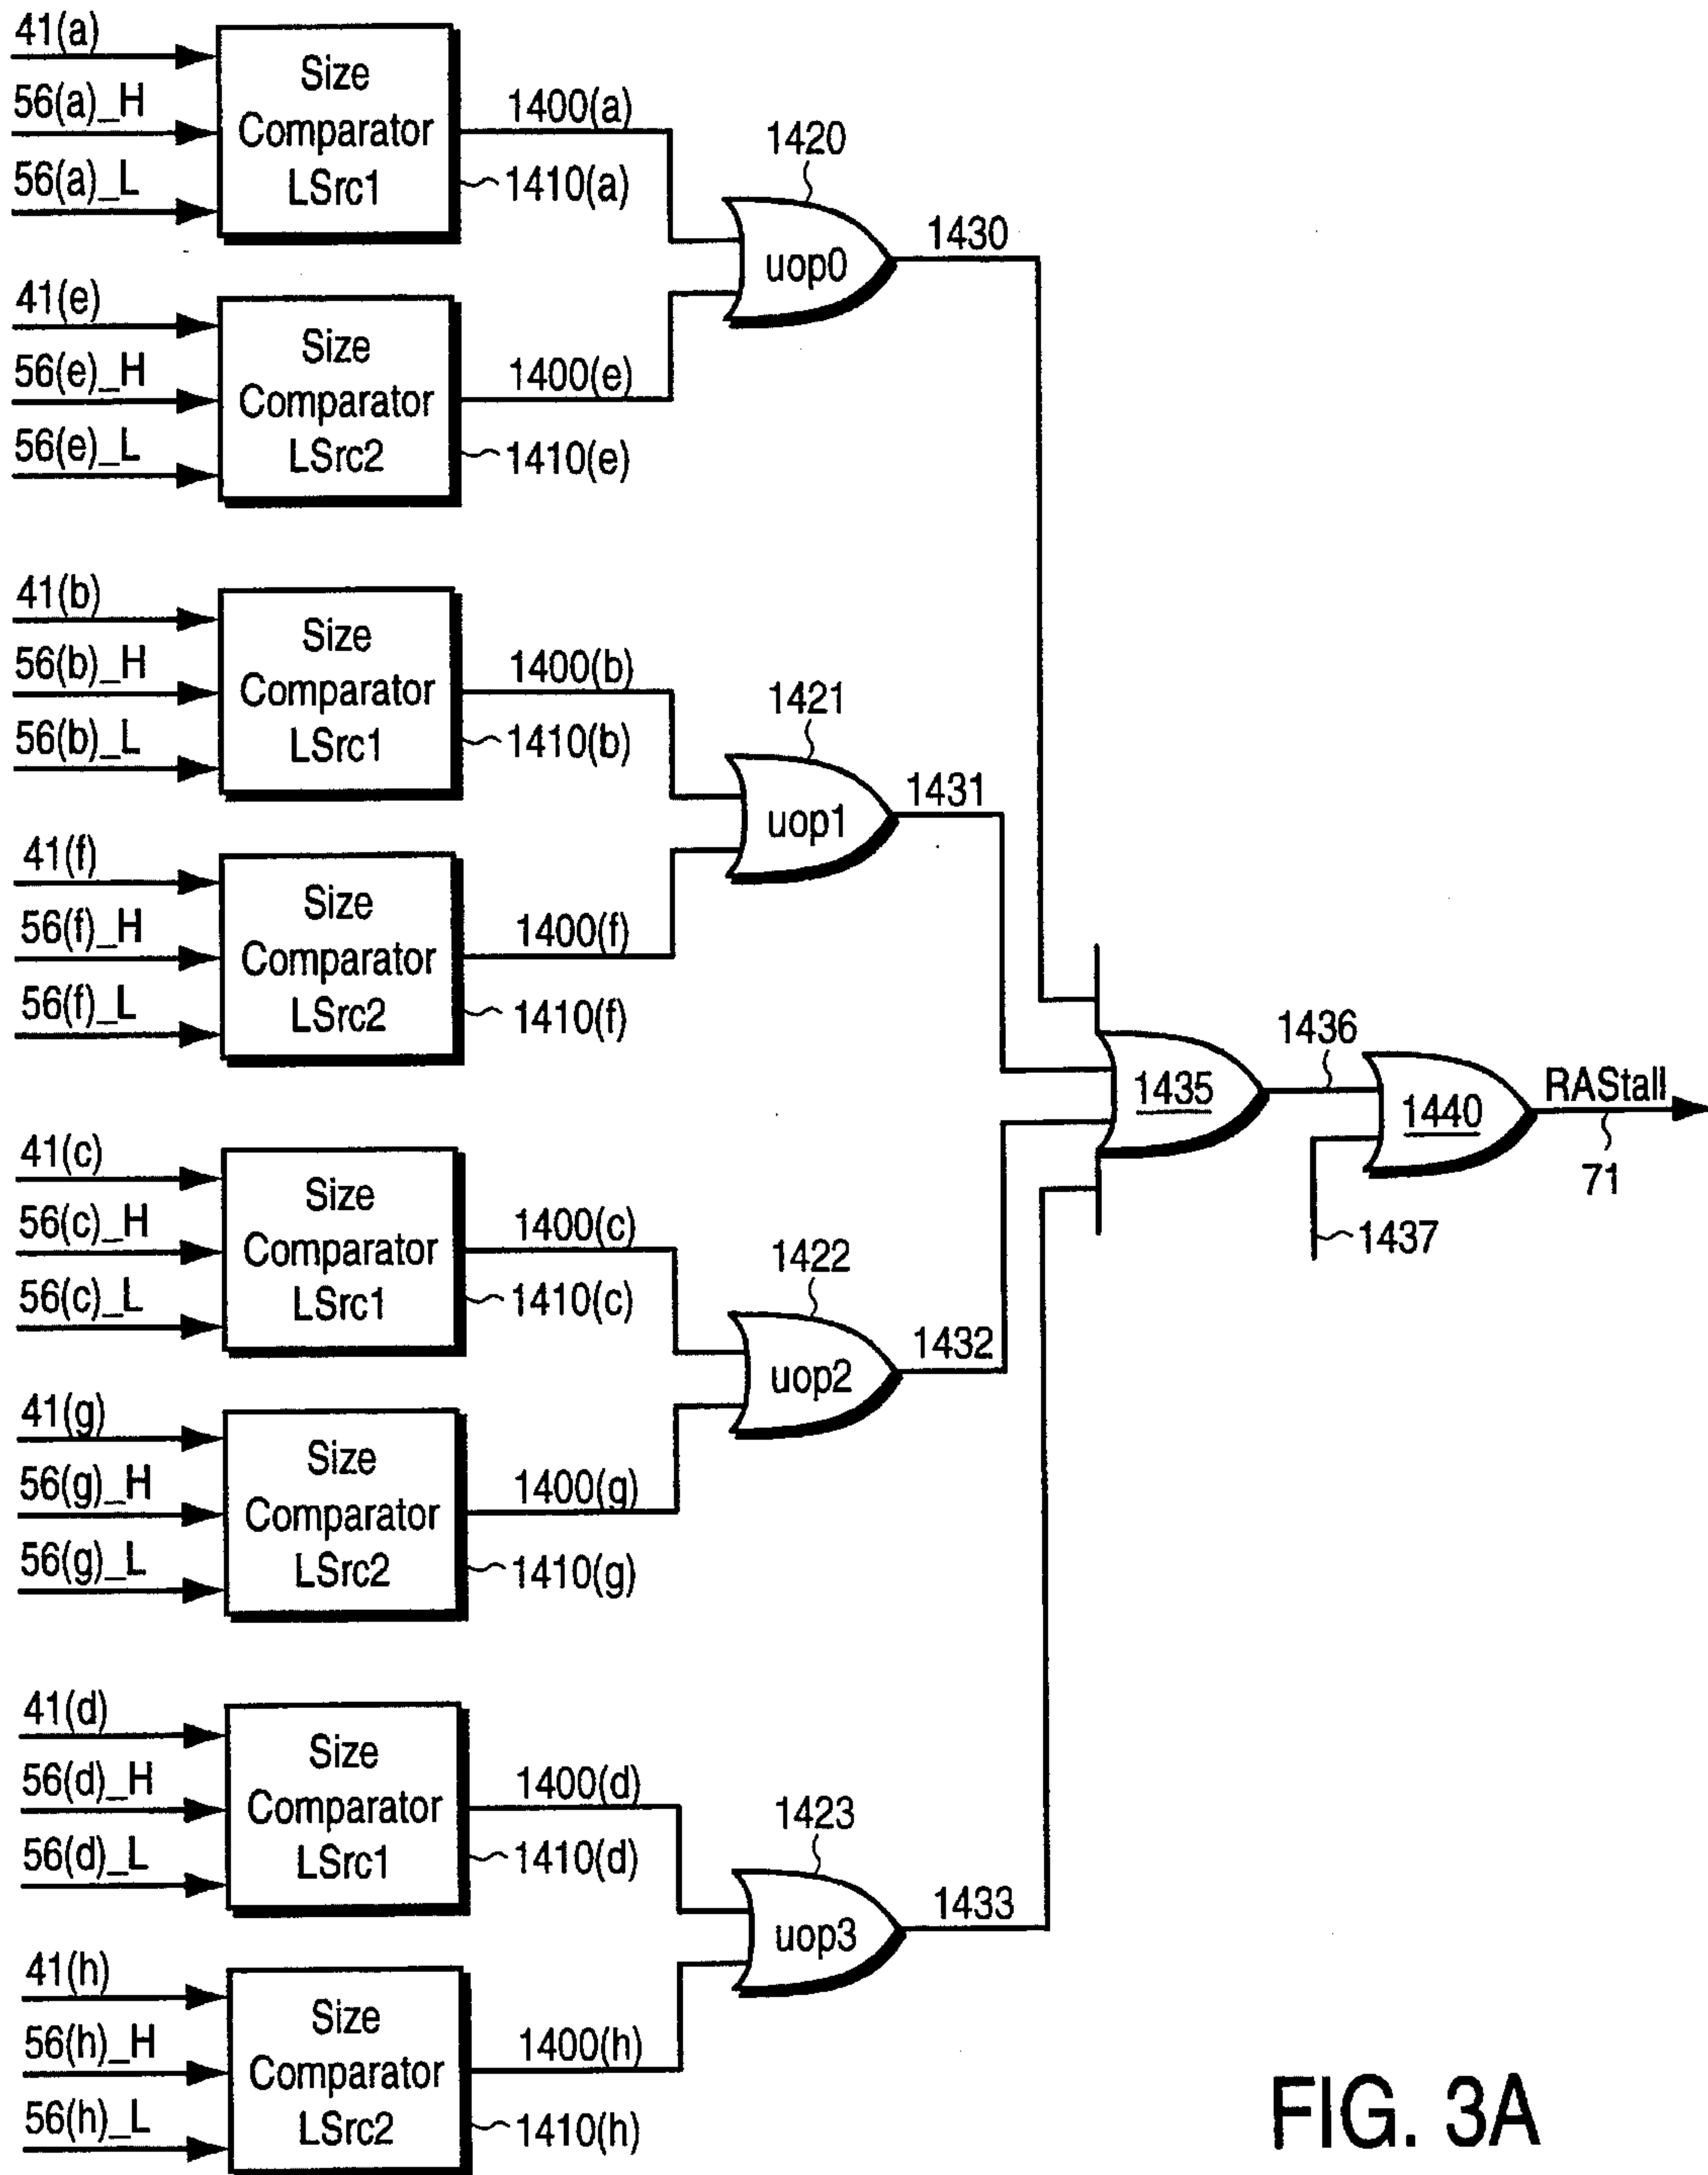 41(a)
56(a)_H
56(a)_L
Size
Comparator
LSrc1
1400(a)
1410(a)
41(e)
56(e)_H
56(e)_L
Size
Comparator
LSrc2
1400(e)
1410(e)
1420
uop0
1430
41(b)
56(b)_H
56(b)_L
Size
Comparator
LSrc1
1400(b)
1410(b)
41(f)
56(f)_H
56(f)_L
Size
Comparator
LSrc2
1400(f)
1410(f)
1421
uop1
1431
41(c)
56(c)_H
56(c)_L
Size
Comparator
LSrc1
1400(c)
1410(c)
41(g)
56(g)_H
56(g)_L
Size
Comparator
LSrc2
1400(g)
1410(g)
1422
uop2
1432
41(d)
56(d)_H
56(d)_L
Size
Comparator
LSrc1
1400(d)
1410(d)
41(h)
56(h)_H
56(h)_L
Size
Comparator
LSrc2
1400(h)
1410(h)
1423
uop3
1433
1435
1436
1437
1440
RAStall
71
FIG. 3A